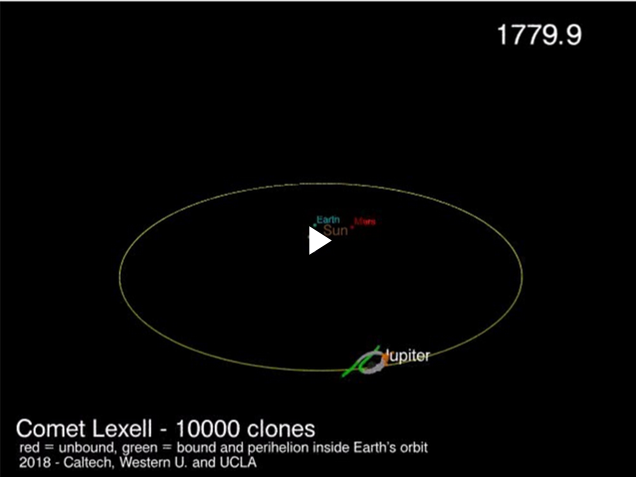 1779.9
Earth
Mars
Sun
Jupiter
Comet Lexell - 10000 clones
red = unbound, green = bound and perihelion inside Earth's orbit
2018 - Caltech, Western U. and UCLA